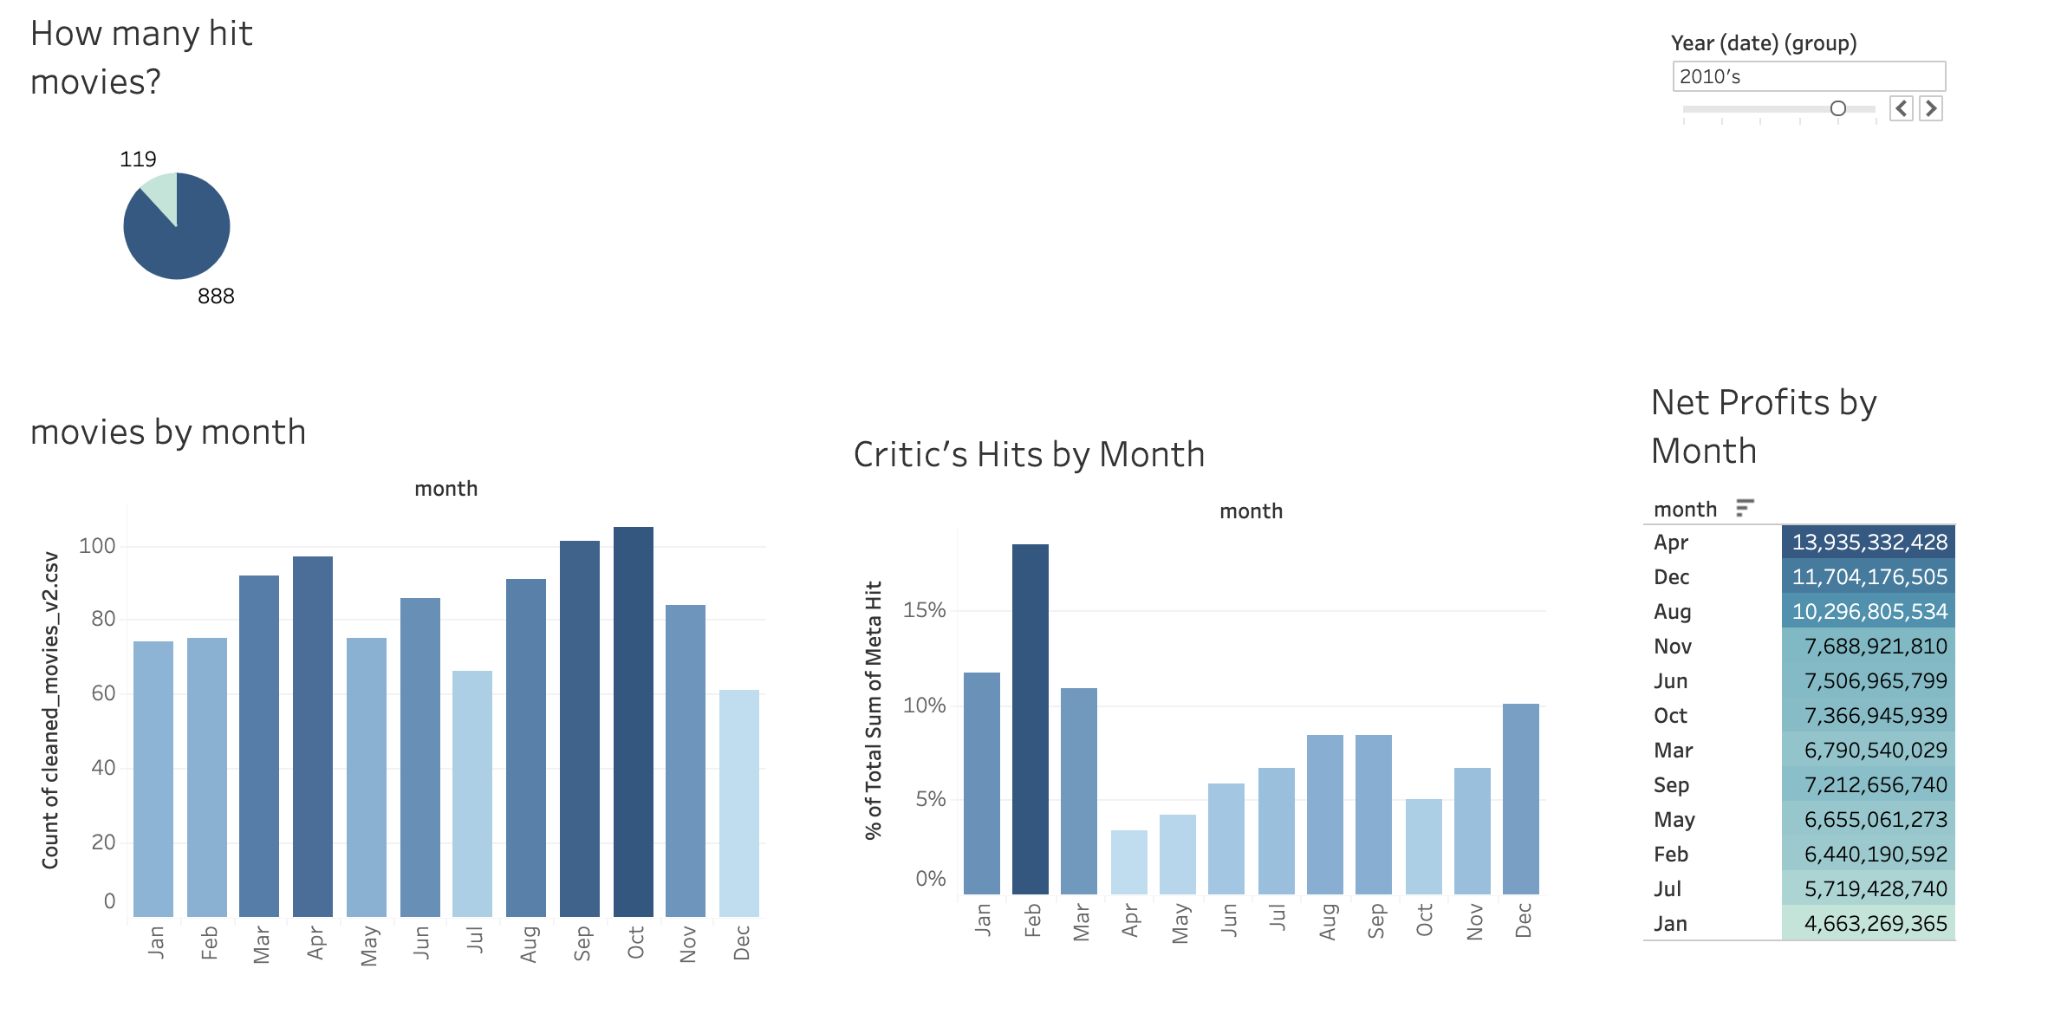 How many hit
movies?
119
888
Year (date) (group)
2010's
movies by month
month
Count of cleaned_movies_v2.csv
100
80
60
40
20
0
Jan Feb Mar Apr May Jun Jul Aug Sep Oct Nov Dec
Critic's Hits by Month
month
% of Total Sum of Meta Hit
15%
10%
5%
0%
Jan Feb Mar Apr May Jun Jul Aug Sep Oct Nov Dec
Net Profits by
Month
month
Apr 13,935,332,428
Dec 11,704,176,505
Aug 10,296,805,534
Nov 7,688,921,810
Jun 7,506,965,799
Oct 7,366,945,939
Mar 6,790,540,029
Sep 7,212,656,740
May 6,655,061,273
Feb 6,440,190,592
Jul 5,719,428,740
Jan 4,663,269,365